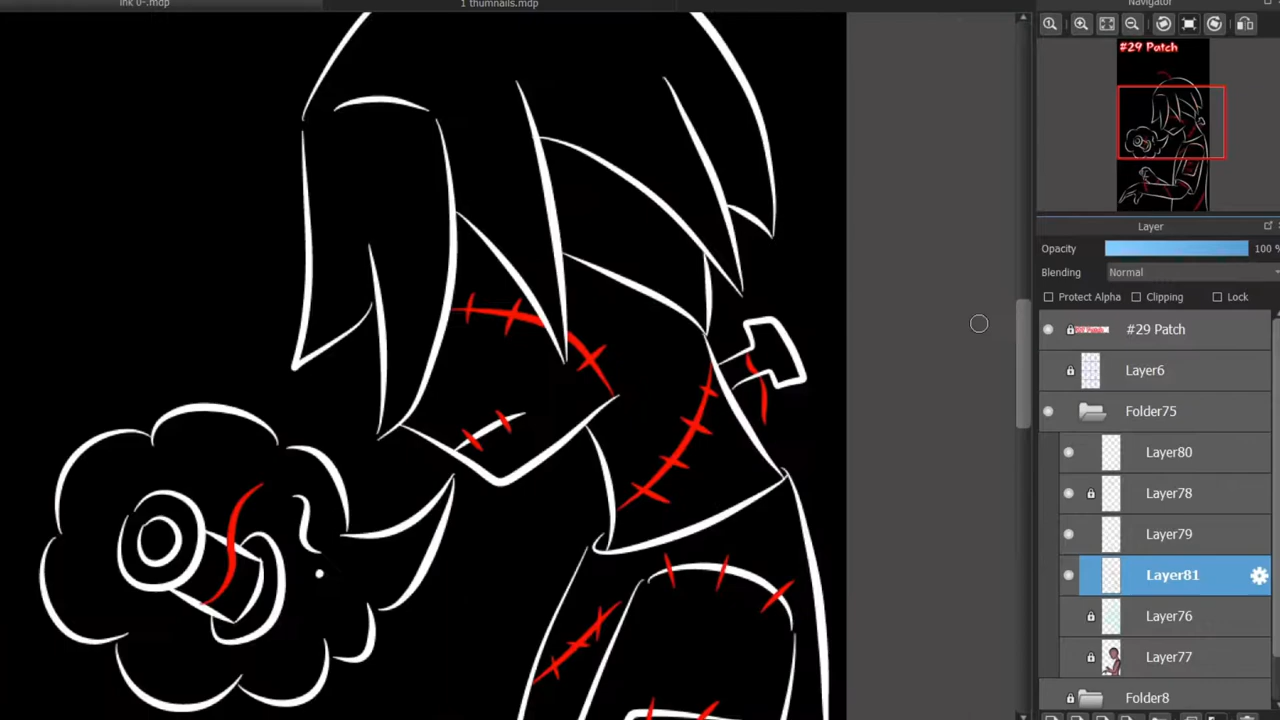 ink 0-.mdp
1 thumnails.mdp
Navigator
#29 Patch
Layer
Opacity 100 %
Blending Normal
Protect Alpha Clipping Lock
#29 Patch
Layer6
Folder75
Layer80
Layer78
Layer79
Layer81
Layer76
Layer77
Folder8